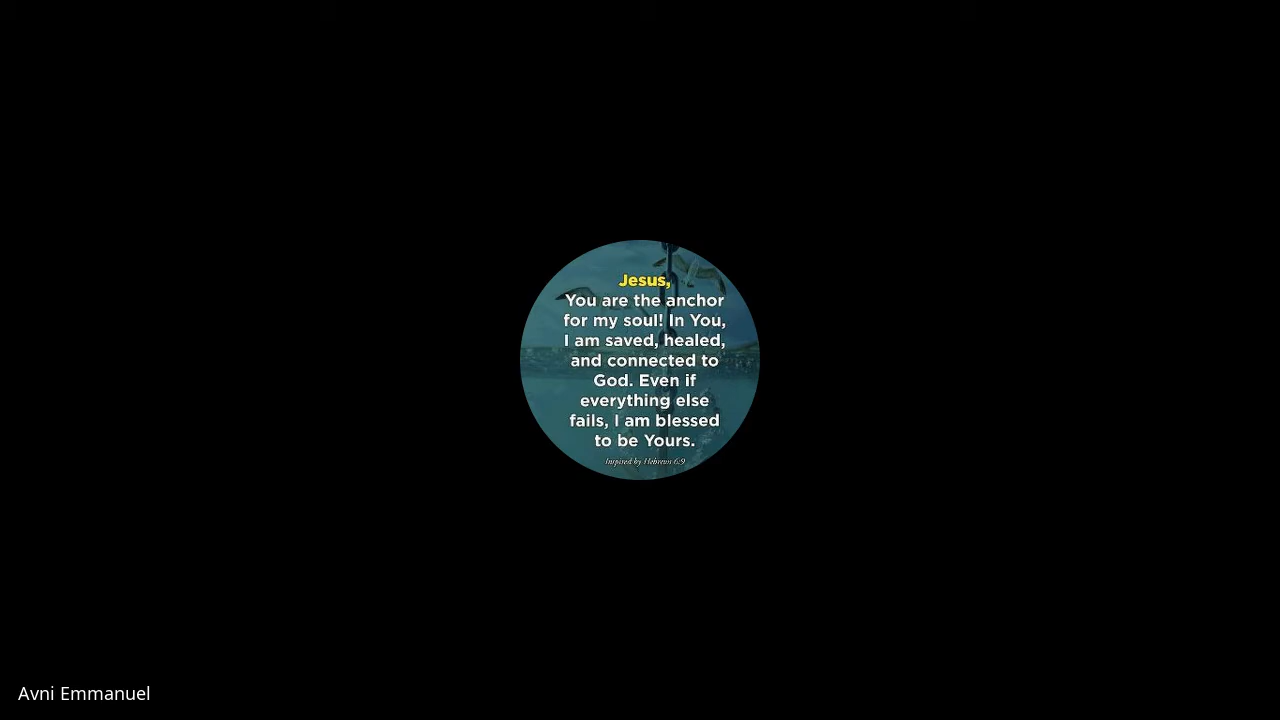 Jesus,
You are the anchor
for my soul! In You,
I am saved, healed,
and connected to
God. Even if
everything else
fails, I am blessed
to be Yours.
Inspired by Hebrews 6:9
Avni Emmanuel